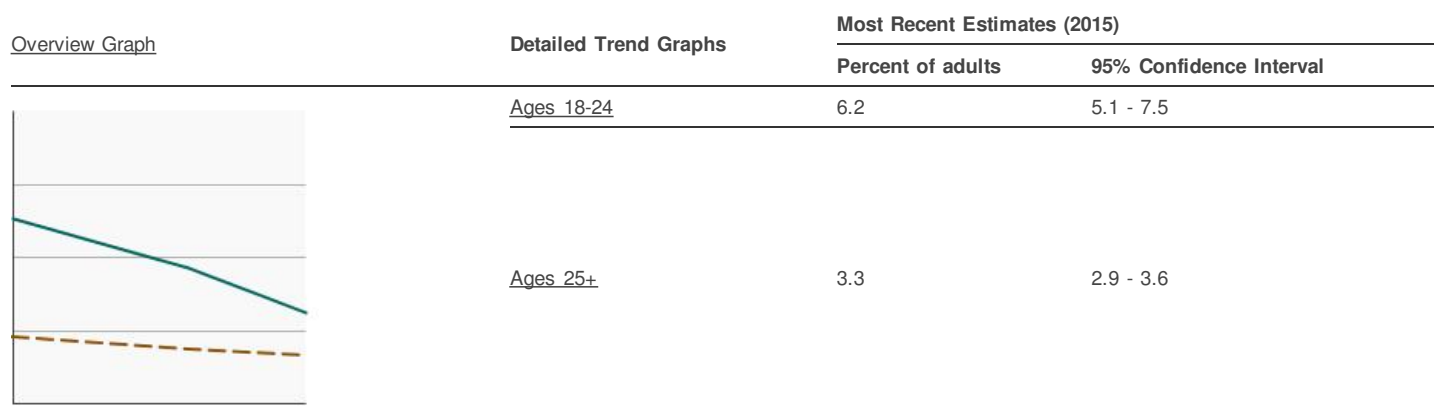 Overview Graph
Detailed Trend Graphs
Most Recent Estimates (2015)
Percent of adults
95% Confidence Interval
Ages 18-24
6.2
5.1 - 7.5
Ages 25+
3.3
2.9 - 3.6